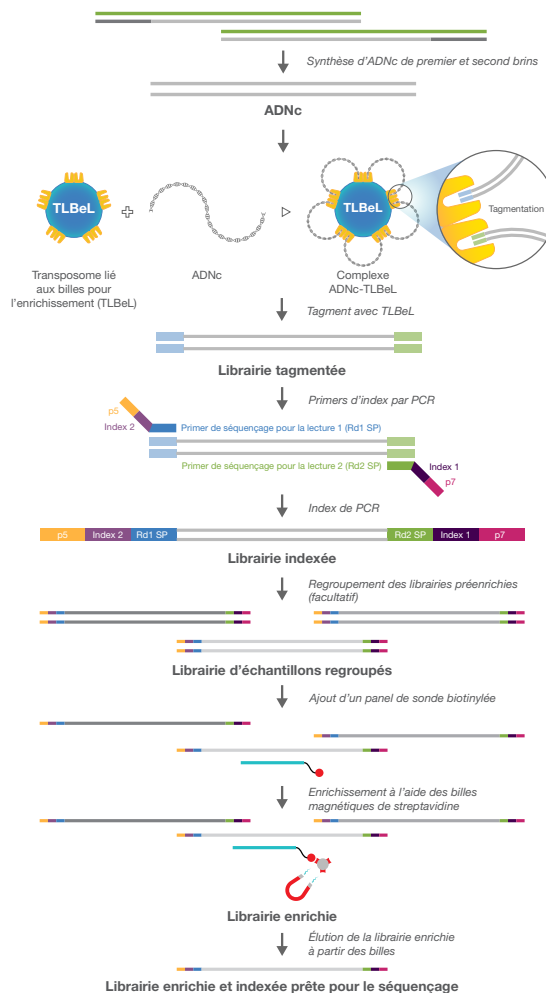 Synthèse d'ADNc de premier et second brins
ADNc
TLBeL
TLBeL
Tagmentation
Transposome lié
aux billes pour
l'enrichissement (TLBeL)
ADNc
Complexe
ADNc-TLBeL
Tagment avec TLBeL
Librairie tagmentée
Primers d'index par PCR
p5
Index 2
Primer de séquençage pour la lecture 1 (Rd1 SP)
Primer de séquençage pour la lecture 2 (Rd2 SP)
Index 1
p7
Index de PCR
p5 Index 2 Rd1 SP Rd2 SP Index 1 p7
Librairie indexée
Regroupement des librairies préenrichies
(facultatif)
Librairie d'échantillons regroupés
Ajout d'un panel de sonde biotinylée
Enrichissement à l'aide des billes
magnétiques de streptavidine
Librairie enrichie
Élution de la librairie enrichie
à partir des billes
Librairie enrichie et indexée prête pour le séquençage